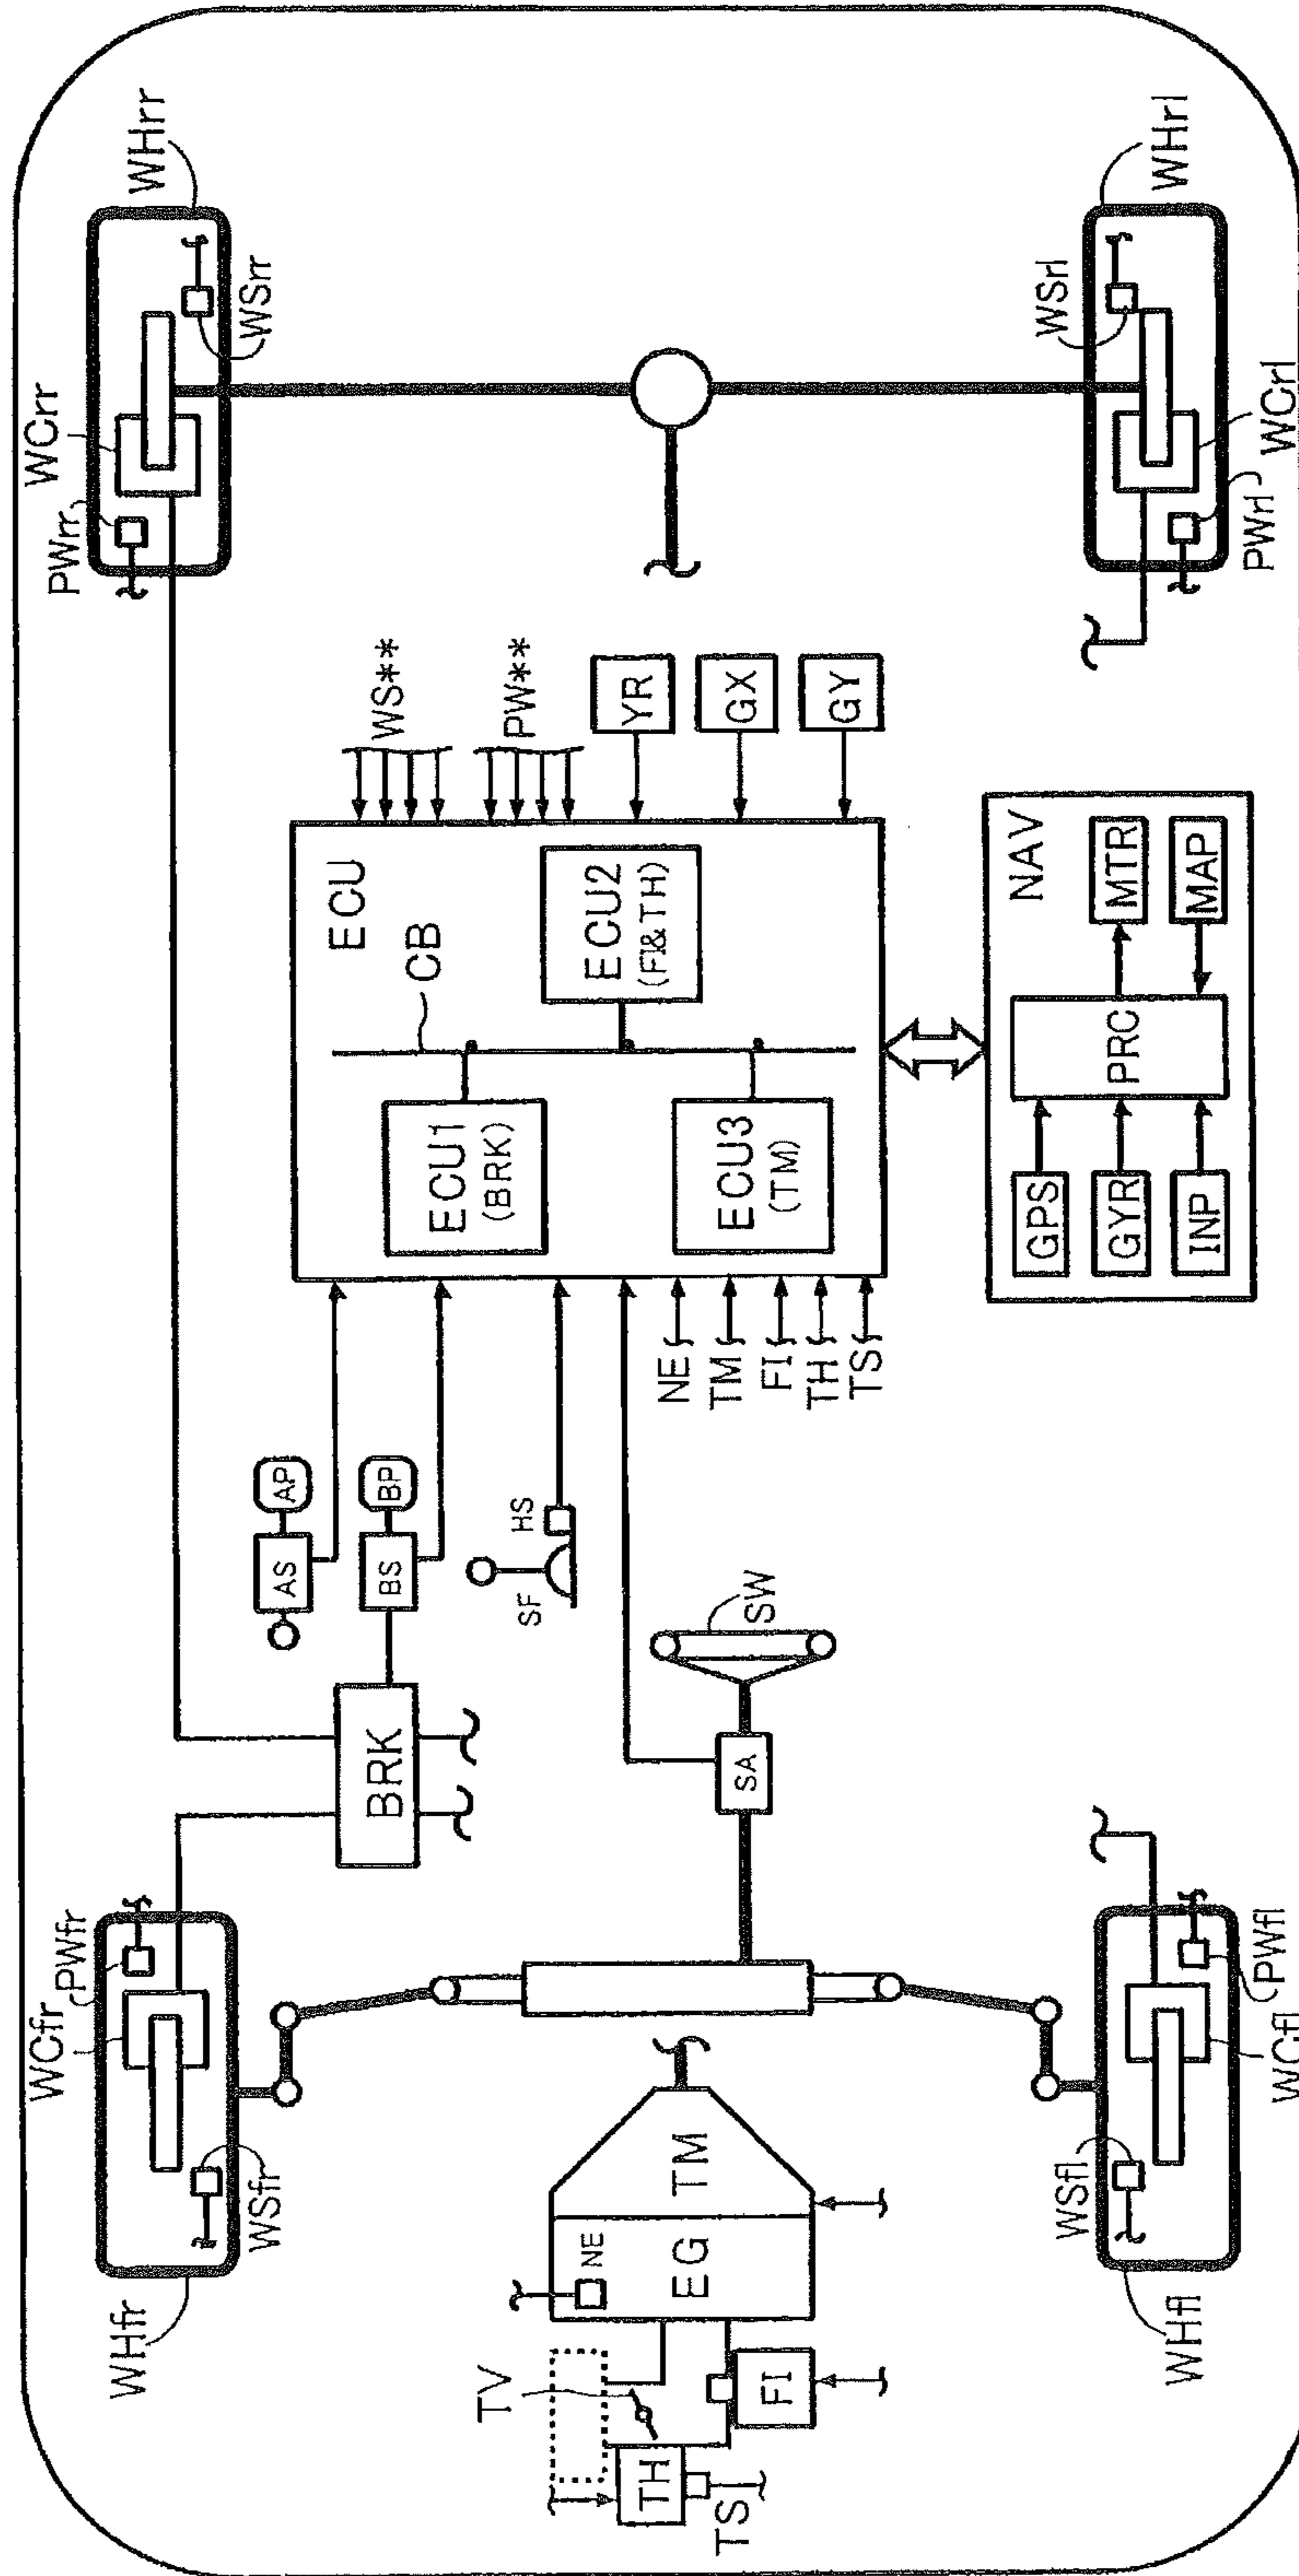 WHfr
WSfr
WCfr
PWfr
WCrr
PWrr
WSrr
WHrr
BRK
AS
AP
BS
BP
SF
HS
SA
SW
ECU
CB
ECU1
(BRK)
ECU2
(FI&TH)
ECU3
(TM)
WS**
PW**
YR
GX
GY
NE
TM
FI
TH
TS
NAV
GPS
GYR
INP
PRC
MTR
MAP
TV
TH
TS
FI
NE
EG
TM
WHfl
WSfl
WCfl
PWfl
PWrl
WCrl
WSrl
WHrl